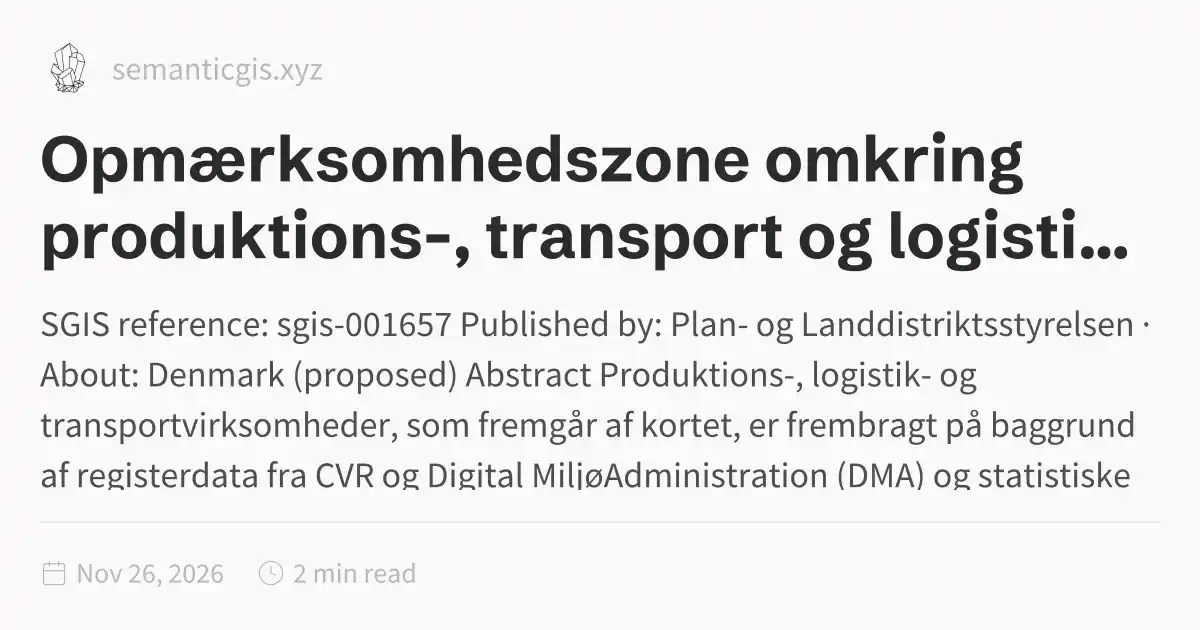 semanticgis.xyz
Opmærksomhedszone omkring
produktions-, transport og logisti...
SGIS reference: sgis-001657 Published by: Plan- og Landdistriktsstyrelsen ·
About: Denmark (proposed) Abstract Produktions-, logistik- og
transportvirksomheder, som fremgår af kortet, er frembragt på baggrund
af registerdata fra CVR og Digital MiljøAdministration (DMA) og statistiske
Nov 26, 2026 2 min read